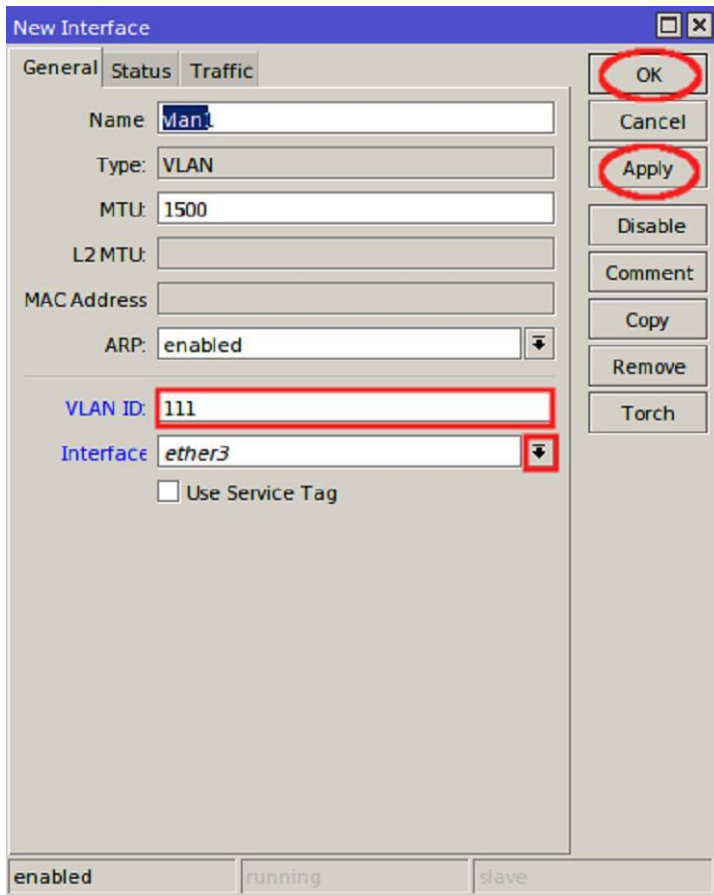 New Interface
General Status Traffic
OK
Name: vlan1
Cancel
Type: VLAN
Apply
MTU: 1500
Disable
L2 MTU:
Comment
MAC Address
Copy
ARP: enabled
Remove
VLAN ID: 111
Torch
Interface ether3
Use Service Tag
enabled running slave